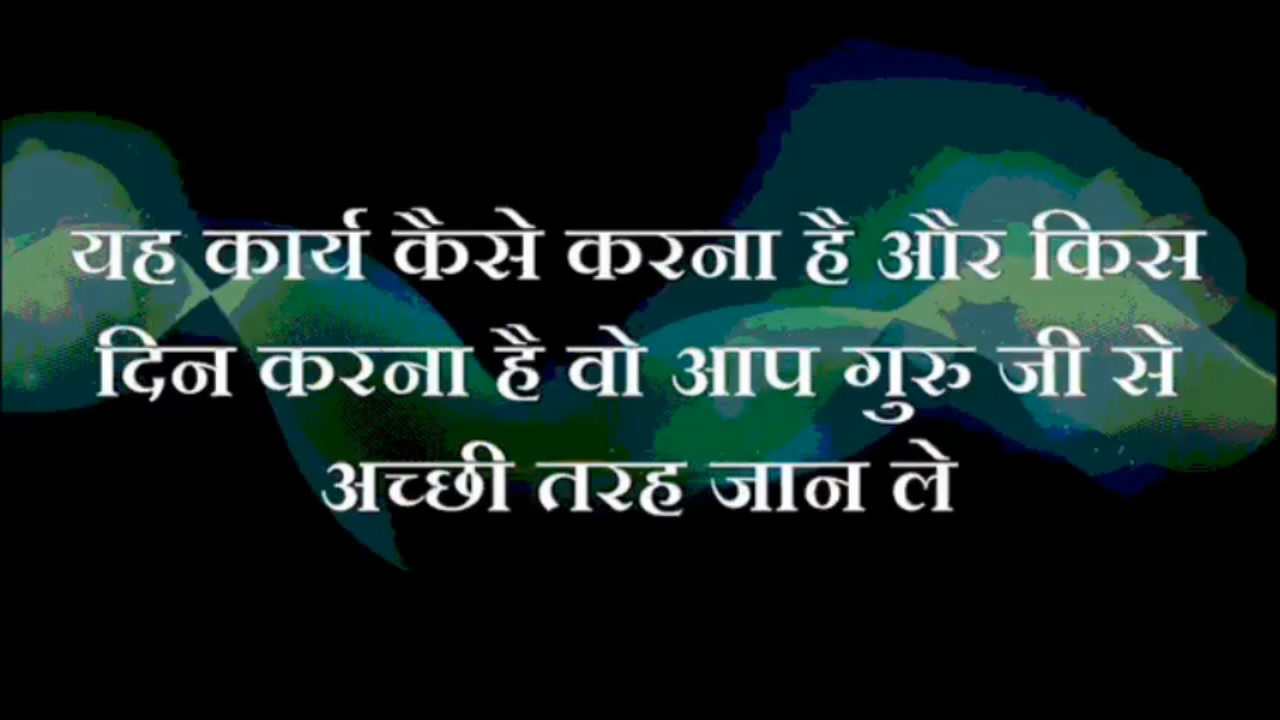 यह कार्य कैसे करना है और किस
दिन करना है वो आप गुरु जी से
अच्छी तरह जान ले